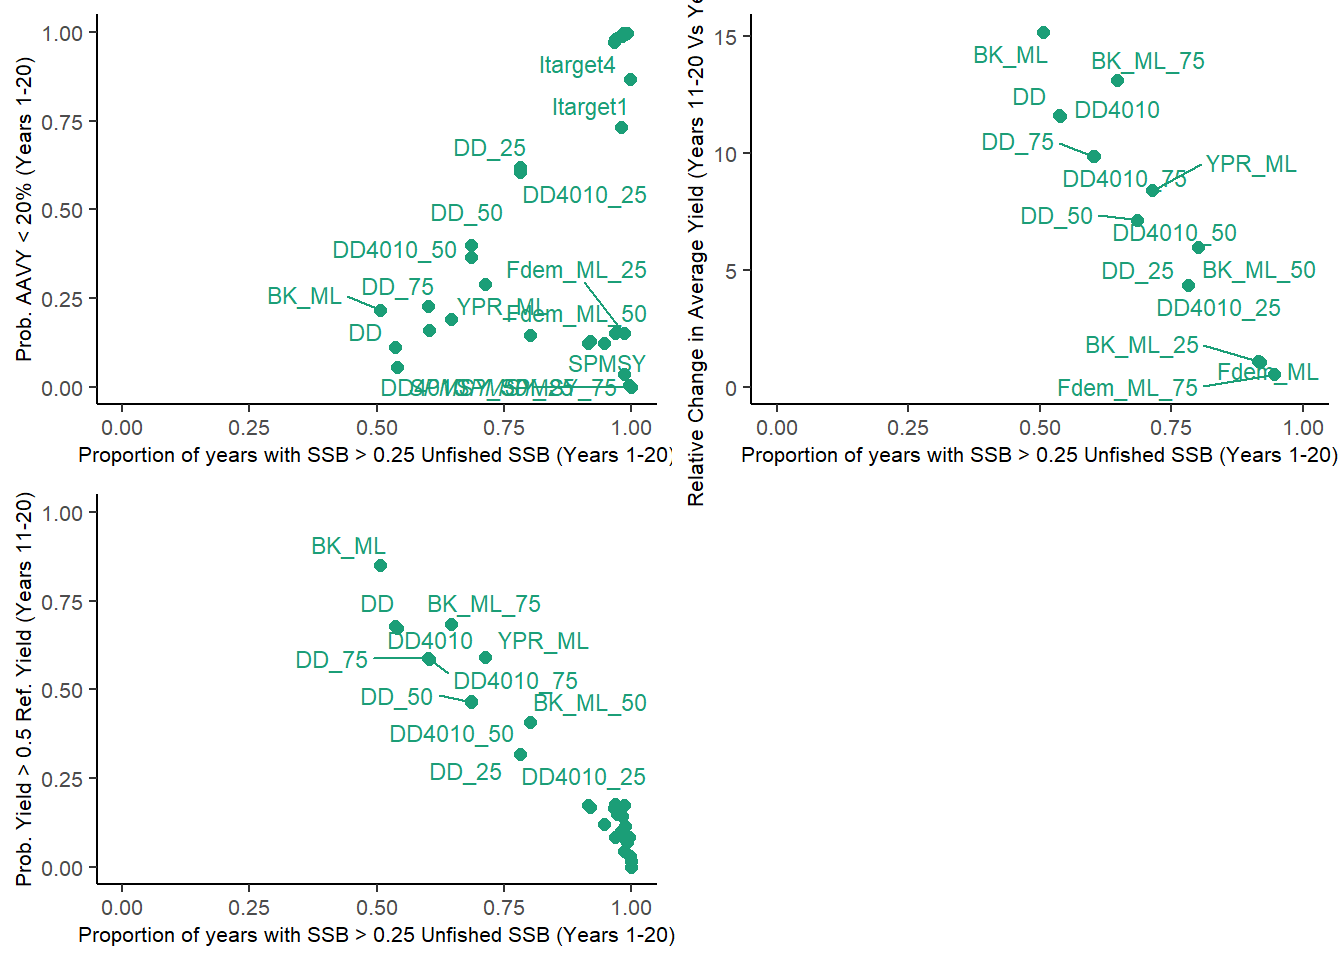 Prob. AAVY < 20% (Years 1-20)
1.00
0.75
0.50
0.25
0.00
Itarget4
Itarget1
DD_25
DD4010_25
DD_50
DD4010_50
Fdem_ML_25
DD_75
BK_ML
YPR_ML
Fdem_ML_50
DD
SPMSY
0.00
0.25
0.50
0.75
1.00
Proportion of years with SSB > 0.25 Unfished SSB (Years 1-20)
Relative Change in Average Yield (Years 11-20 Vs Ye
15
10
5
0
BK_ML
BK_ML_75
DD
DD4010
DD_75
YPR_ML
DD4010_75
DD_50
DD4010_50
DD_25
BK_ML_50
DD4010_25
BK_ML_25
Fdem_ML
Fdem_ML_75
0.00
0.25
0.50
0.75
1.00
Proportion of years with SSB > 0.25 Unfished SSB (Years 1-20)
Prob. Yield > 0.5 Ref. Yield (Years 11-20)
1.00
0.75
0.50
0.25
0.00
BK_ML
DD
BK_ML_75
DD4010
YPR_ML
DD_75
DD4010_75
DD_50
BK_ML_50
DD4010_50
DD_25
DD4010_25
0.00
0.25
0.50
0.75
1.00
Proportion of years with SSB > 0.25 Unfished SSB (Years 1-20)